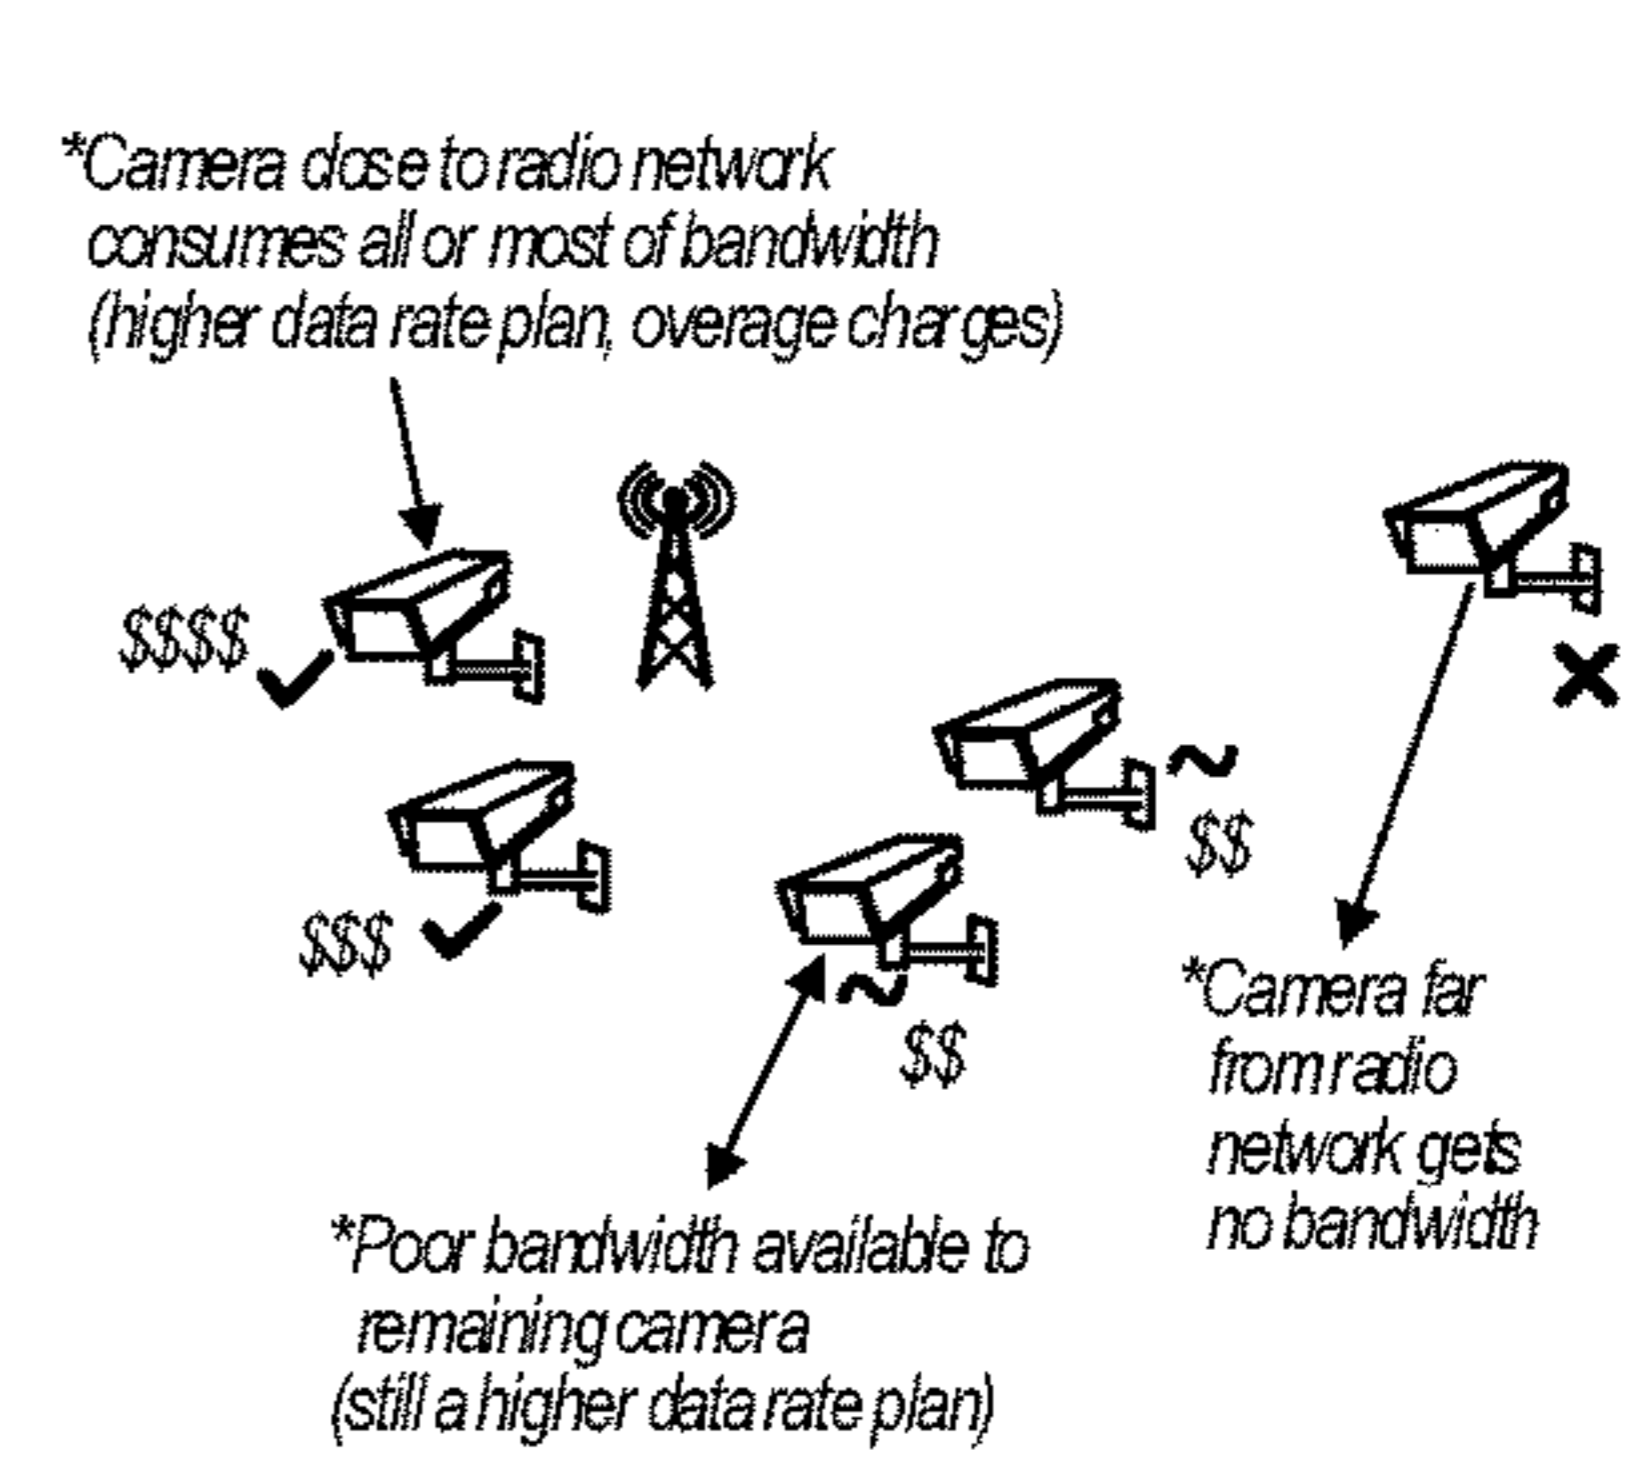 *Camera close to radio network
consumes all or most of bandwidth
(higher data rate plan, overage charges)
$$$$
$$
$$$
$$
*Camera far
from radio
network gets
no bandwidth
*Poor bandwidth available to
remaining camera
(still a higher data rate plan)